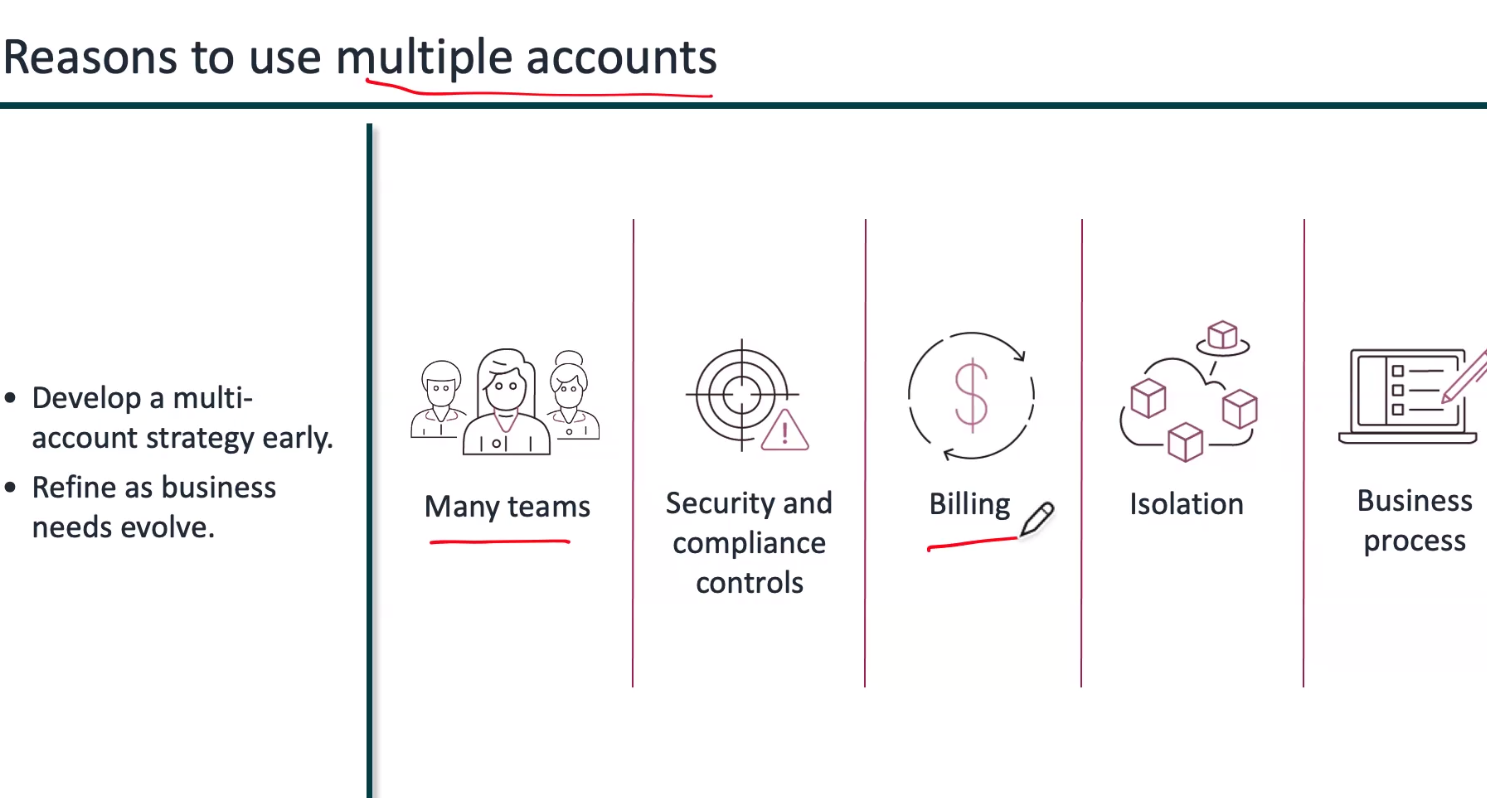 Reasons to use multiple accounts
• Develop a multi-
account strategy early.
• Refine as business
needs evolve.
Many teams
Security and
compliance
controls
Billing
Isolation
Business
process